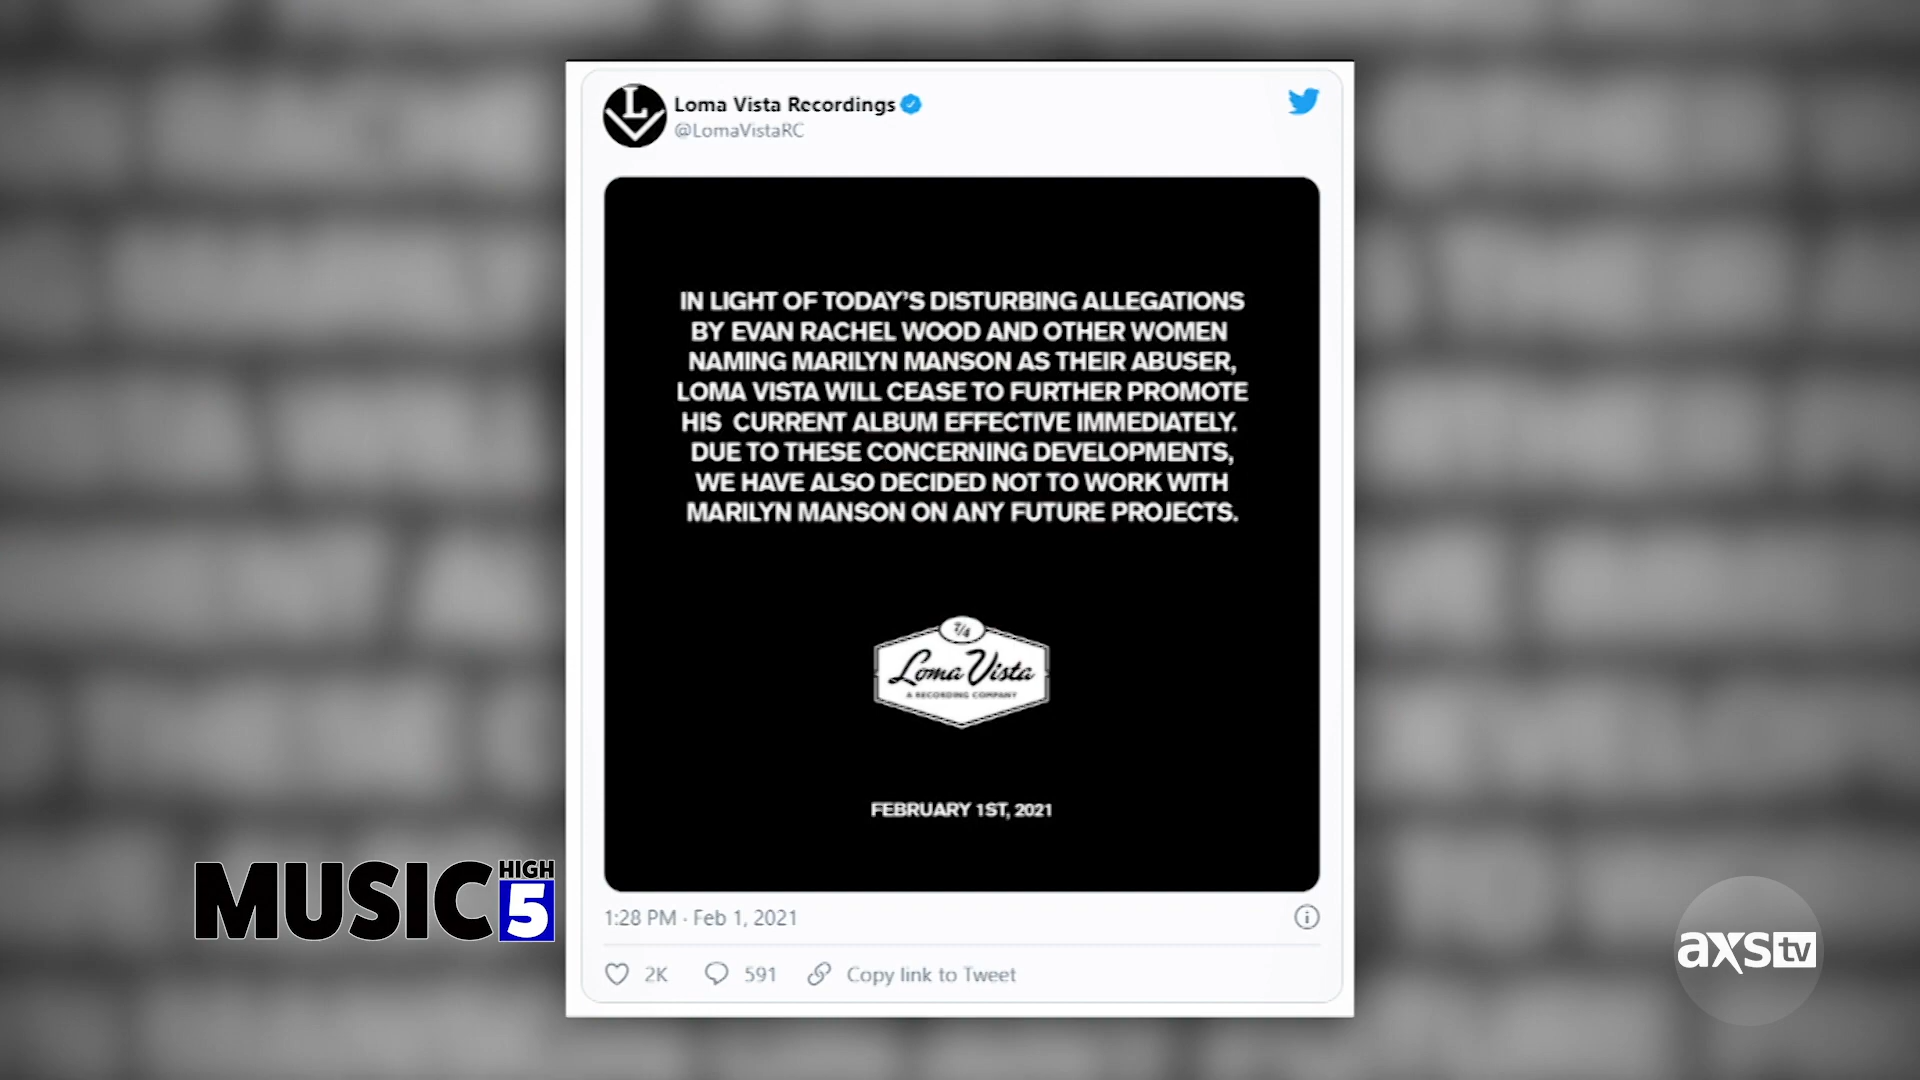 Loma Vista Recordings
@LomaVistaRC
IN LIGHT OF TODAY'S DISTURBING ALLEGATIONS
BY EVAN RACHEL WOOD AND OTHER WOMEN
NAMING MARILYN MANSON AS THEIR ABUSER,
LOMA VISTA WILL CEASE TO FURTHER PROMOTE
HIS  CURRENT ALBUM EFFECTIVE IMMEDIATELY.
DUE TO THESE CONCERNING DEVELOPMENTS,
WE HAVE ALSO DECIDED NOT TO WORK WITH
MARILYN MANSON ON ANY FUTURE PROJECTS.
7/4
Loma Vista
A RECORDING COMPANY
FEBRUARY 1ST, 2021
1:28 PM · Feb 1, 2021
2K 591 Copy link to Tweet
MUSIC HIGH 5
axs tv